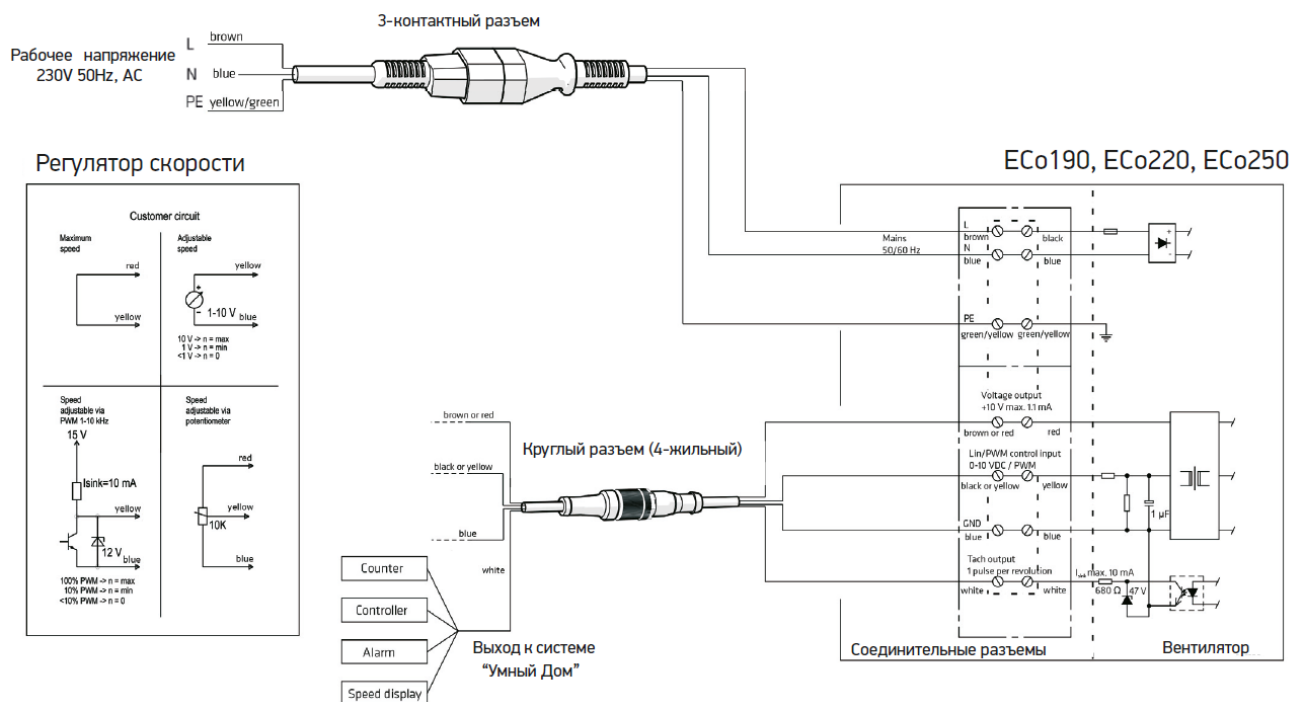 3-контактный разъем
Рабочее напряжение
230V 50Hz, AC
L brown
N blue
PE yellow/green
Регулятор скорости
Customer circuit
Maximum
speed
red
yellow
Adjustable
speed
yellow
+
1-10 V
-
blue
10 V -> n = max
1 V -> n = min
<1 V -> n = 0
Speed
adjustable via
PWM 1-10 kHz
15 V
Isink=10 mA
yellow
12 V
blue
100% PWM -> n = max
10% PWM -> n = min
<10% PWM -> n = 0
Speed
adjustable via
potentiometer
red
yellow
10K
blue
brown or red
black or yellow
blue
white
Круглый разъем (4-жильный)
Counter
Controller
Alarm
Speed display
Выход к системе
“Умный Дом”
ECo190, ECo220, ECo250
Mains
50/60 Hz
L
brown black
N
blue blue
+
-
PE
green/yellow green/yellow
Voltage output
+10 V max. 1.1 mA
brown or red red
Lin/PWM control input
0-10 VDC / PWM
black or yellow yellow
1 µF
GND
blue blue
Tach output
1 pulse per revolution
white white
max. 10 mA
680 Ω 47 V
Соединительные разъемы
Вентилятор